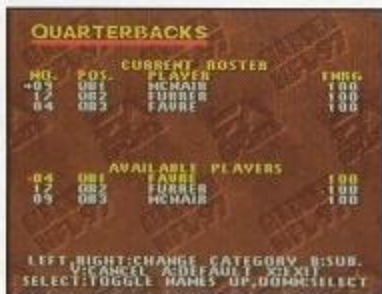 QUARTERBACKS
CURRENT ROSTER
NO. POS. PLAYER ENRG
09 QB1 MCNAIR 100
12 QB2 FURRER 100
04 QB3 FAVRE 100
AVAILABLE PLAYERS
04 QB1 FAVRE 100
12 QB2 FURRER 100
09 QB3 MCNAIR 100
LEFT,RIGHT:CHANGE CATEGORY B:SUB.
Y:CANCEL A:DEFAULT X:EXIT
SELECT:TOGGLE NAMES UP,DOWN:SELECT